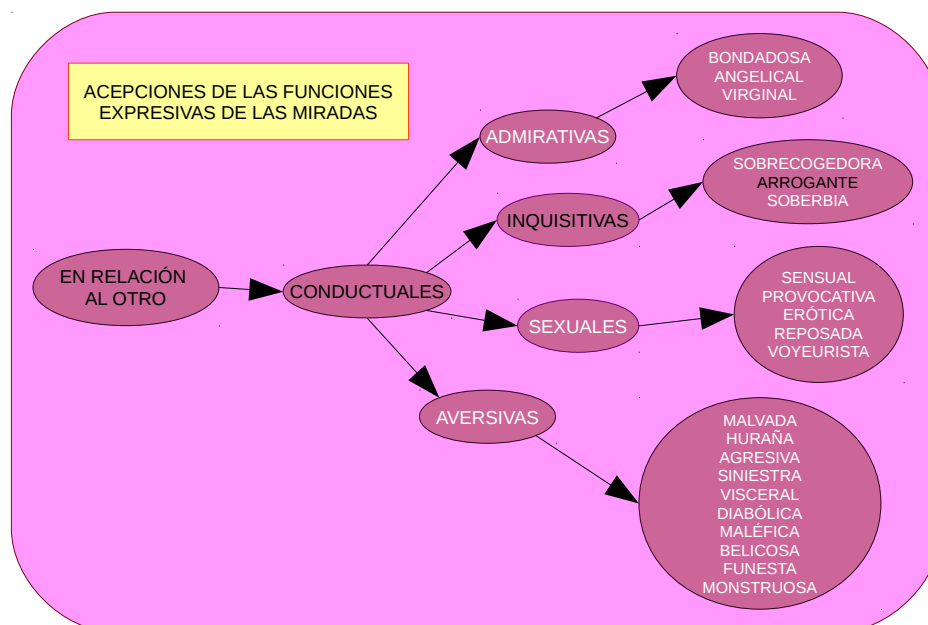 ACEPCIONES DE LAS FUNCIONES
EXPRESIVAS DE LAS MIRADAS
EN RELACIÓN
AL OTRO
CONDUCTUALES
ADMIRATIVAS
BONDADOSA
ANGELICAL
VIRGINAL
INQUISITIVAS
SOBRECOGEDORA
ARROGANTE
SOBERBIA
SEXUALES
SENSUAL
PROVOCATIVA
ERÓTICA
REPOSADA
VOYEURISTA
AVERSIVAS
MALVADA
HURAÑA
AGRESIVA
SINIESTRA
VISCERAL
DIABÓLICA
MALÉFICA
BELICOSA
FUNESTA
MONSTRUOSA